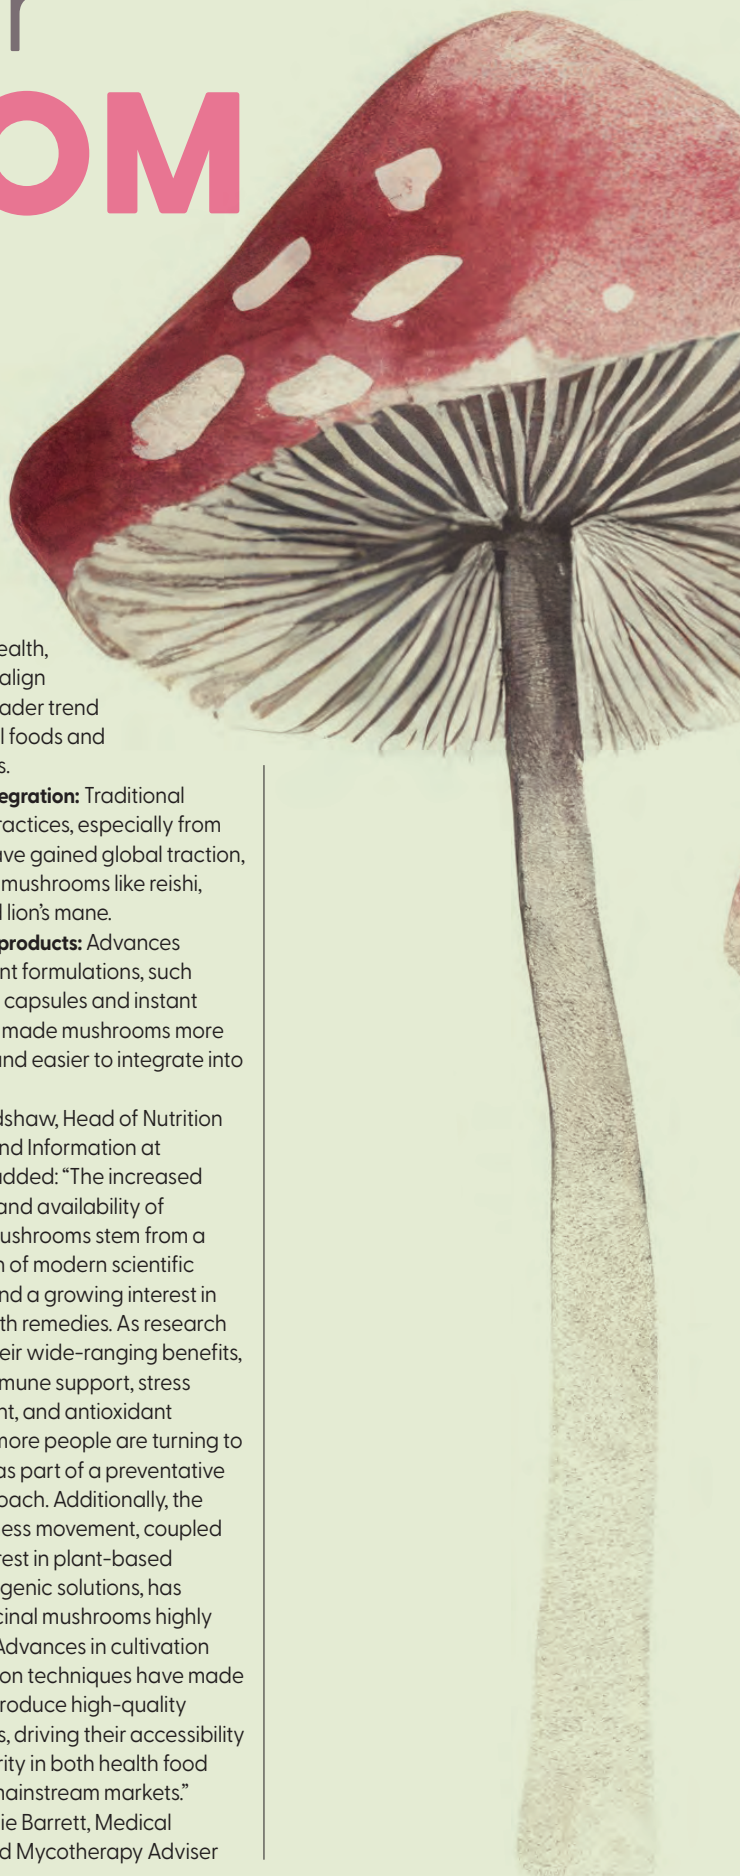 r
OM
ealth,
align
ader trend
l foods and
s.
egration: Traditional
ractices, especially from
ave gained global traction,
mushrooms like reishi,
d lion's mane.
products: Advances
nt formulations, such
capsules and instant
made mushrooms more
and easier to integrate into
dshaw, Head of Nutrition
nd Information at
added: “The increased
and availability of
ushrooms stem from a
n of modern scientific
nd a growing interest in
th remedies. As research
eir wide-ranging benefits,
mune support, stress
nt, and antioxidant
more people are turning to
as part of a preventative
oach. Additionally, the
ess movement, coupled
rest in plant-based
genic solutions, has
cinal mushrooms highly
Advances in cultivation
on techniques have made
roduce high-quality
s, driving their accessibility
rity in both health food
mainstream markets.”
ie Barrett, Medical
d Mycotherapy Adviser